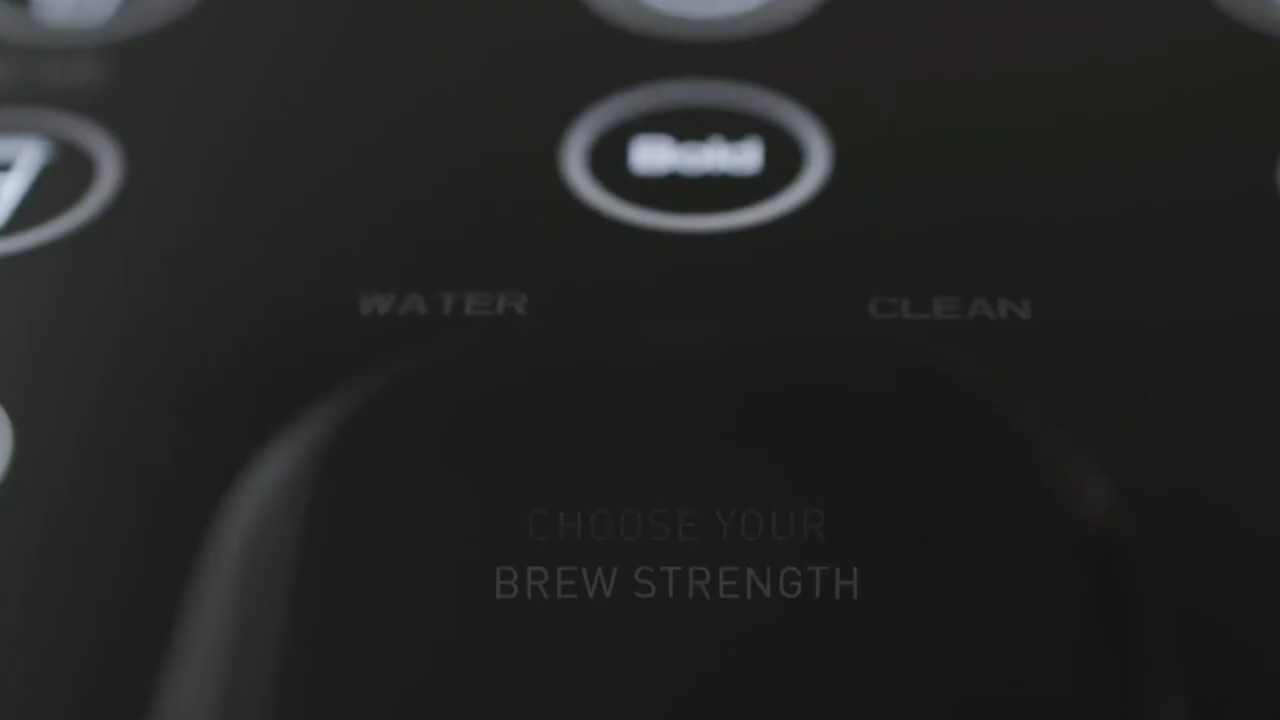 Bold
WATER
CLEAN
CHOOSE YOUR
BREW STRENGTH